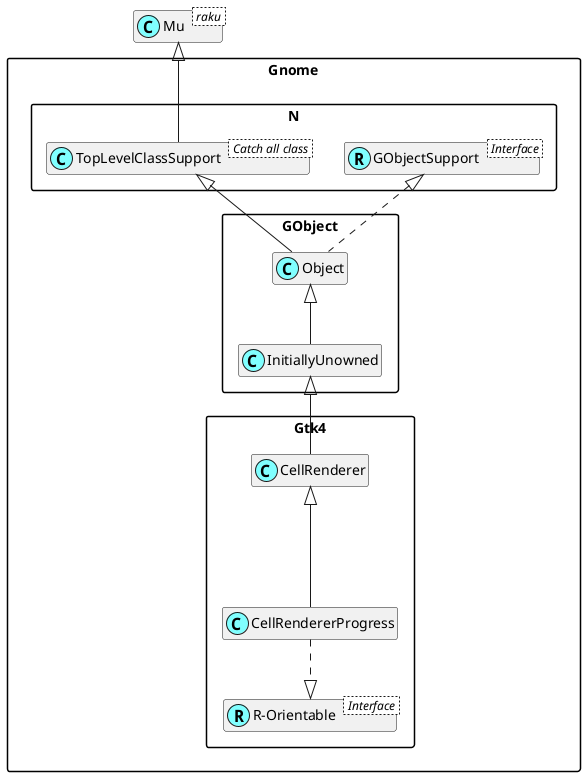 C Mu raku
Gnome
N
C TopLevelClassSupport Catch all class
R GObjectSupport Interface
GObject
C Object
C InitiallyUnowned
Gtk4
C CellRenderer
C CellRendererProgress
R R-Orientable Interface